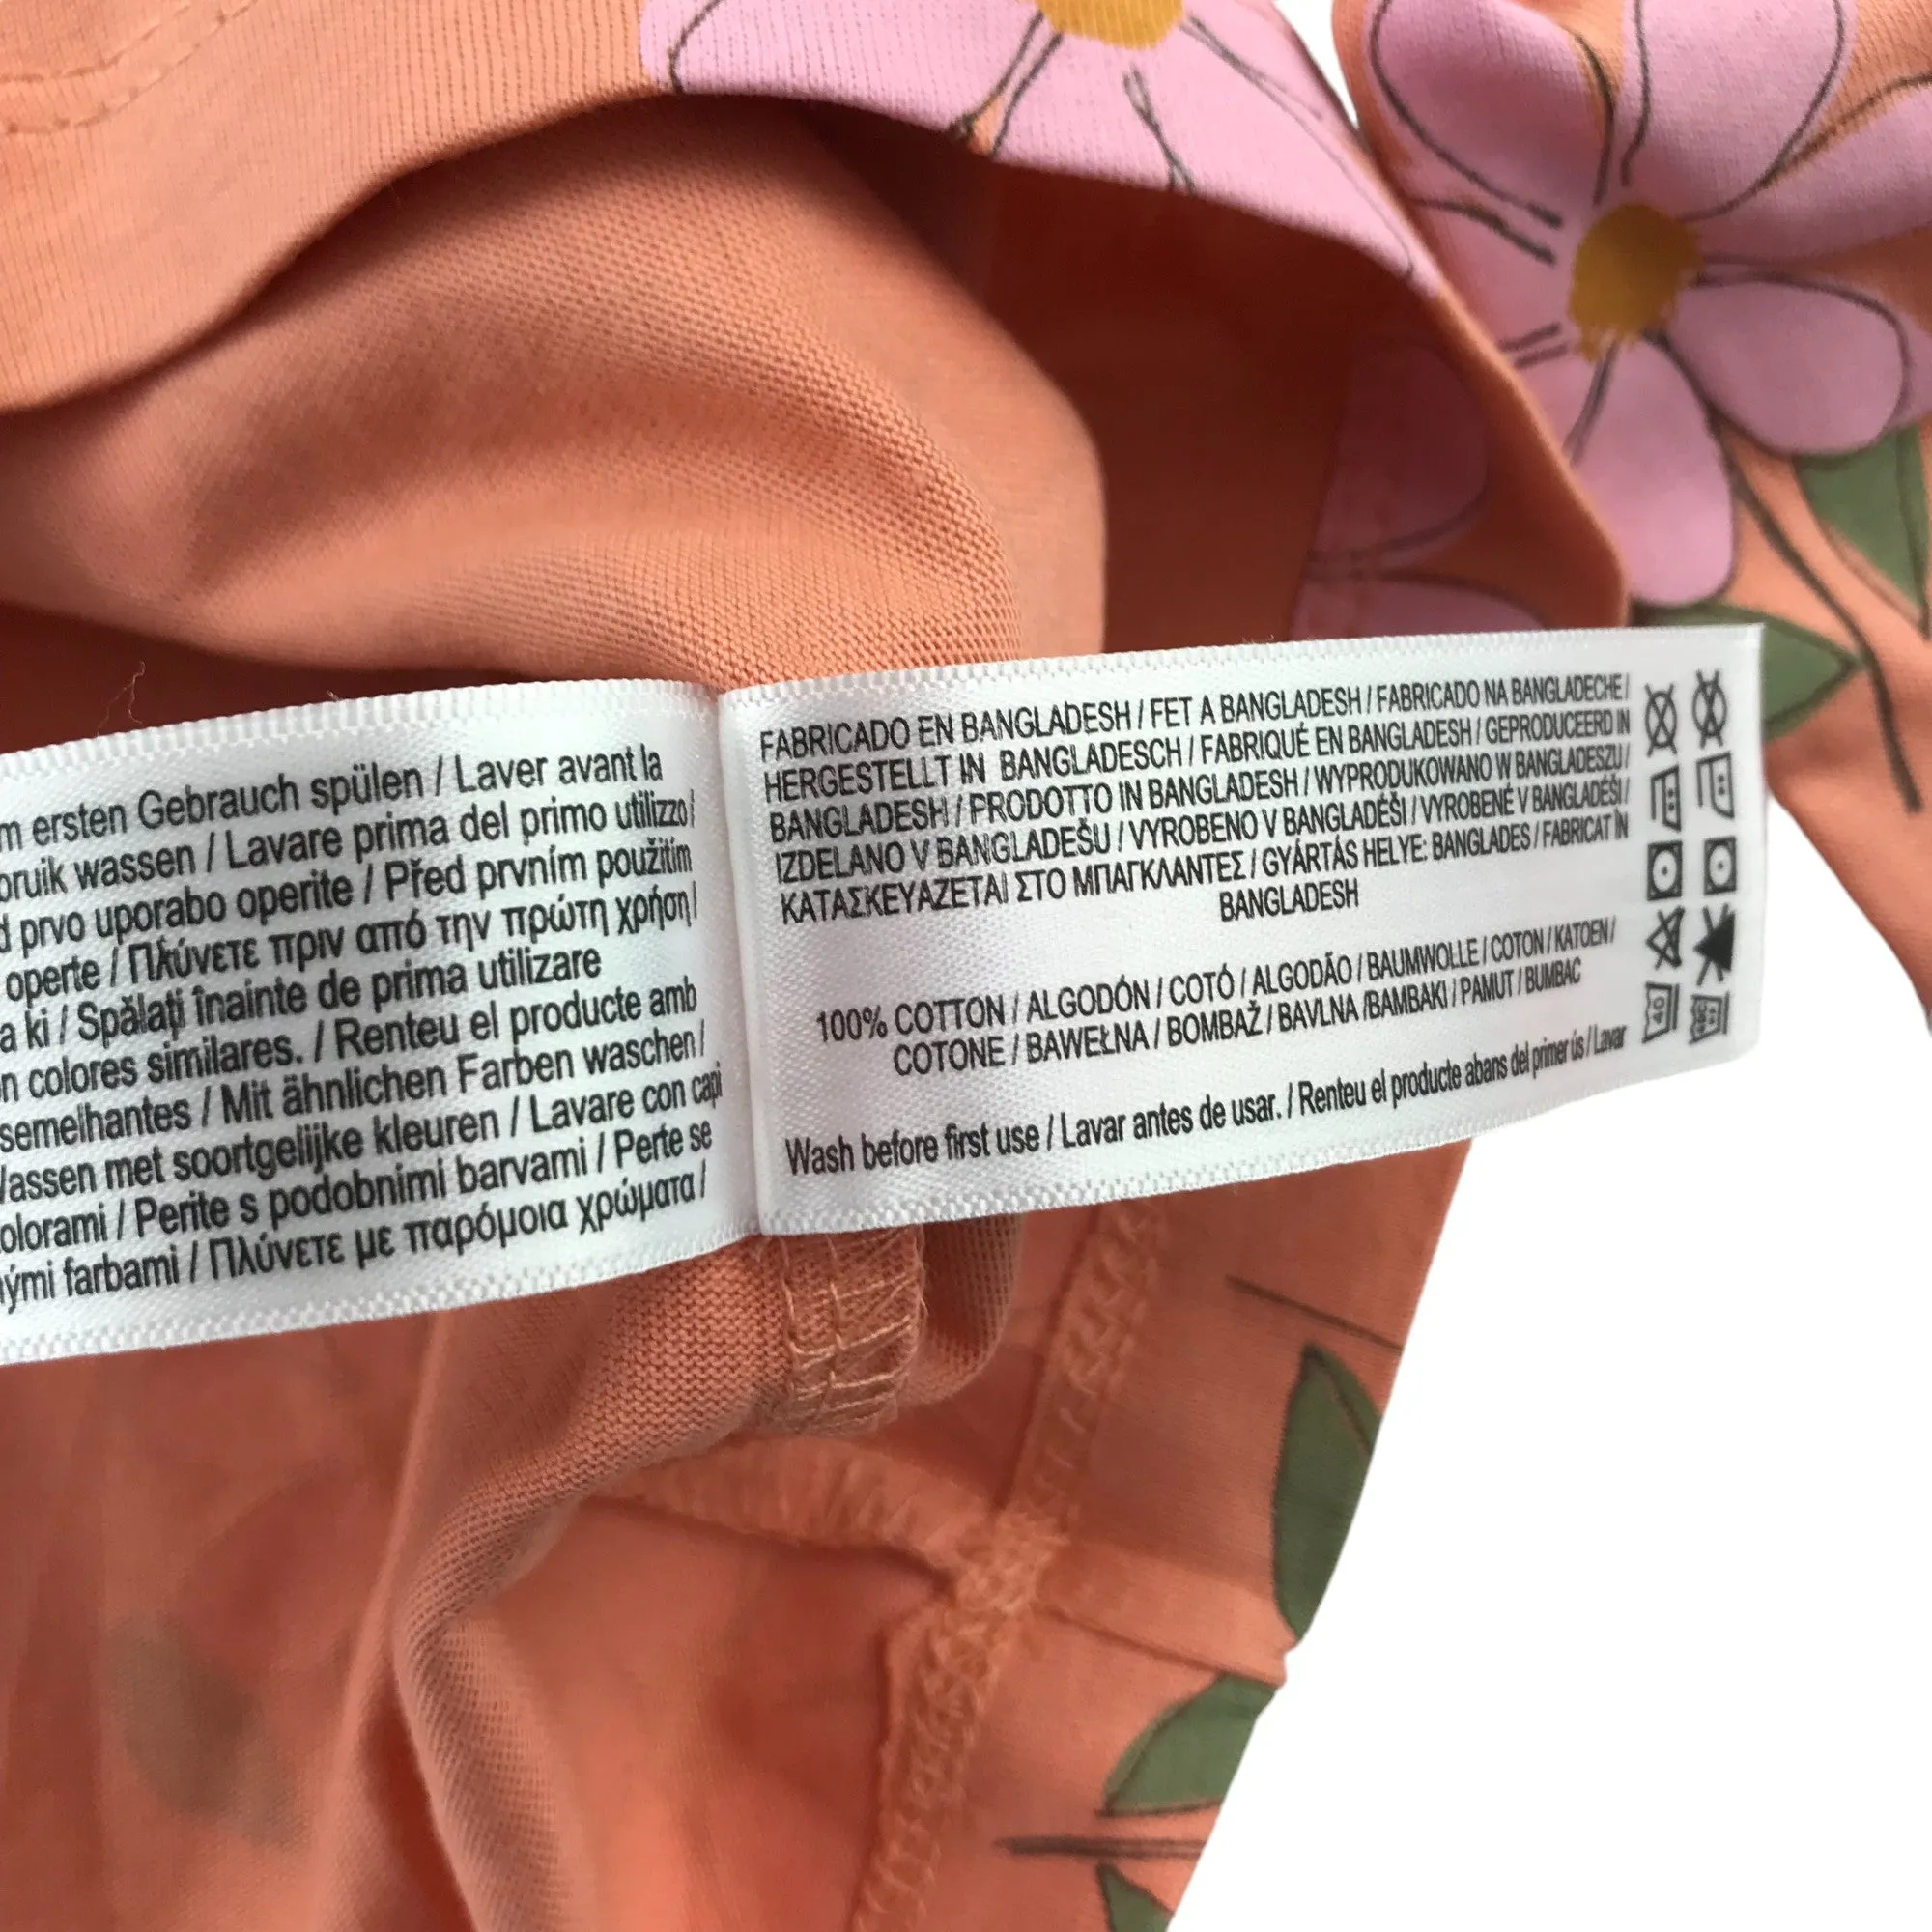 m ersten Gebrauch spülen / Laver avant la
bruik wassen / Lavare prima del primo utilizzo/
d prvo uporabo operite / Před prvním použitím
operte / Πλύνετε πριν από την πρώτη χρήση/
a ki / Spălați înainte de prima utilizare
n colores similares. / Renteu el producte amb
semelhantes / Mit ähnlichen Farben waschen/
Wassen met soortgelijke kleuren / Lavare con capi
olorami / Perite s podobnimi barvami / Perte se
nými farbami / Πλύνετε με παρόμοια χρώματα/
FABRICADO EN BANGLADESH / FET A BANGLADESH / FABRICADO NA BANGLADECHE/
HERGESTELLT IN BANGLADESCH / FABRIQUÉ EN BANGLADESH / GEPRODUCEERD IN
BANGLADESH / PRODOTTO IN BANGLADESH / WYPRODUKOWANO W BANGLADESZU/
IZDELANO V BANGLADEŠU / VYROBENO V BANGLADÉŠI / VYROBENÉ V BANGLADÉŠI/
ΚΑΤΑΣΚΕΥΑΖΕΤΑΙ ΣΤΟ ΜΠΑΓΚΛΑΝΤΕΣ / GYÁRTÁS HELYE: BANGLADES / FABRICAT ÎN
BANGLADESH
100% COTTON / ALGODÓN / COTÓ / ALGODÃO / BAUMWOLLE / COTON / KATOEN/
COTONE / BAWEŁNA / BOMBAŽ / BAVLNA /BAMBAKI / PAMUT / BUMBAC
Wash before first use / Lavar antes de usar. / Renteu el producte abans del primer ús / Lavar
40